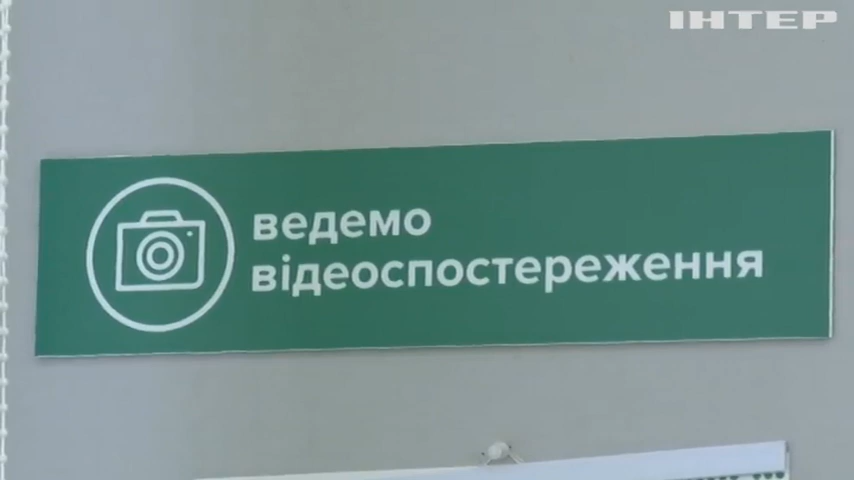 ІНТЕР
ведемо
відеоспостереження